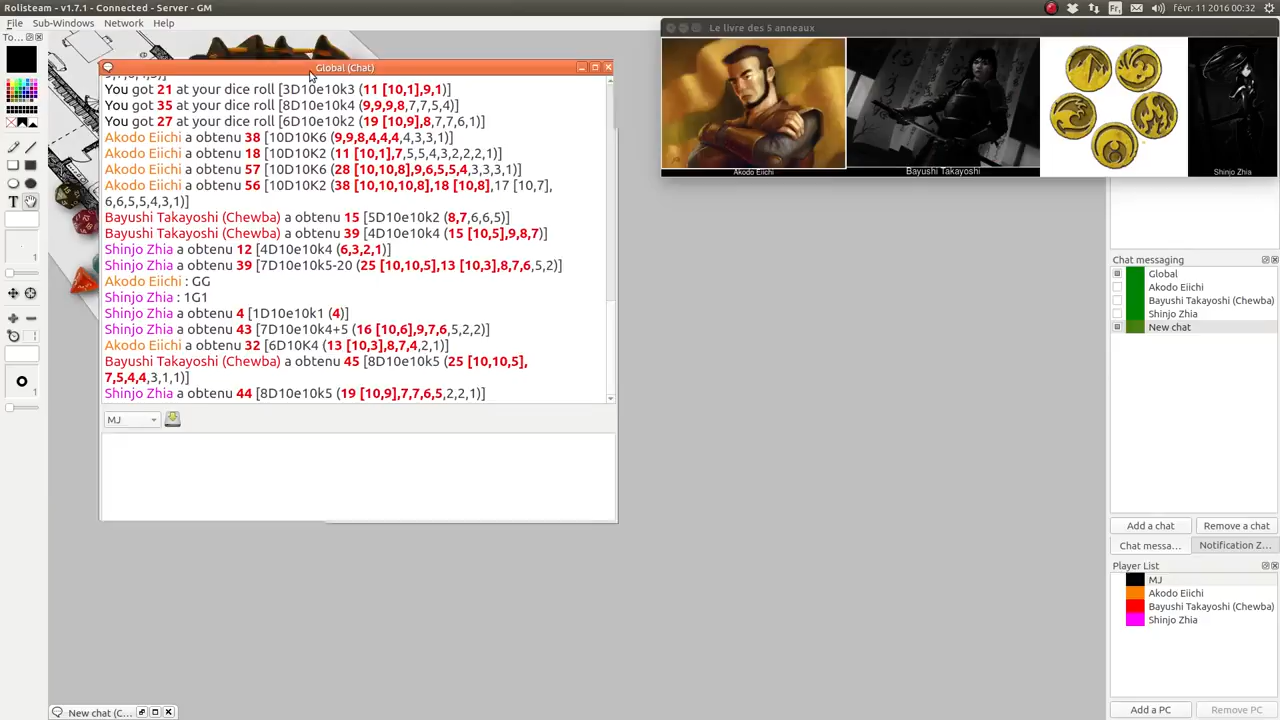 Rolisteam - v1.7.1 - Connected - Server - GM
Fr
févr. 11 2016 00:32
File Sub-Windows Network Help
To...
Le livre des 5 anneaux
Akodo Eiichi
Bayushi Takayoshi
Shinjo Zhia
Global (Chat)
You got 21 at your dice roll [3D10e10k3 (11 [10,1],9,1)]
You got 35 at your dice roll [8D10e10k4 (9,9,9,8,7,7,5,4)]
You got 27 at your dice roll [6D10e10k2 (19 [10,9],8,7,7,6,1)]
Akodo Eiichi a obtenu 38 [10D10K6 (9,9,8,4,4,4,4,3,3,1)]
Akodo Eiichi a obtenu 18 [10D10K2 (11 [10,1],7,5,5,4,3,2,2,2,1)]
Akodo Eiichi a obtenu 57 [10D10K6 (28 [10,10,8],9,6,5,5,4,3,3,3,1)]
Akodo Eiichi a obtenu 56 [10D10K2 (38 [10,10,10,8],18 [10,8],17 [10,7],
6,6,5,5,4,3,1)]
Bayushi Takayoshi (Chewba) a obtenu 15 [5D10e10k2 (8,7,6,6,5)]
Bayushi Takayoshi (Chewba) a obtenu 39 [4D10e10k4 (15 [10,5],9,8,7)]
Shinjo Zhia a obtenu 12 [4D10e10k4 (6,3,2,1)]
Shinjo Zhia a obtenu 39 [7D10e10k5-20 (25 [10,10,5],13 [10,3],8,7,6,5,2)]
Akodo Eiichi : GG
Shinjo Zhia : 1G1
Shinjo Zhia a obtenu 4 [1D10e10k1 (4)]
Shinjo Zhia a obtenu 43 [7D10e10k4+5 (16 [10,6],9,7,6,5,2,2)]
Akodo Eiichi a obtenu 32 [6D10K4 (13 [10,3],8,7,4,2,1)]
Bayushi Takayoshi (Chewba) a obtenu 45 [8D10e10k5 (25 [10,10,5],
7,5,4,4,3,1,1)]
Shinjo Zhia a obtenu 44 [8D10e10k5 (19 [10,9],7,7,6,5,2,2,1)]
MJ
T
1
1
Chat messaging
Global
Akodo Eiichi
Bayushi Takayoshi (Chewba)
Shinjo Zhia
New chat
Add a chat Remove a chat
Chat messa... Notification Z...
Player List
MJ
Akodo Eiichi
Bayushi Takayoshi (Chewba)
Shinjo Zhia
Add a PC Remove PC
New chat (C...